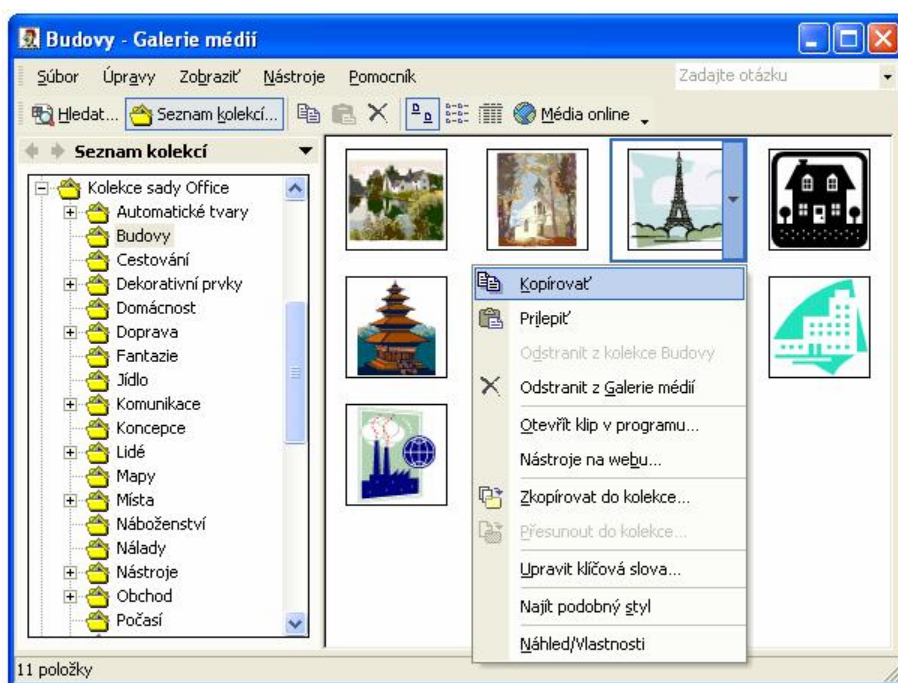 Budovy - Galerie médií
Súbor Úpravy Zobraziť Nástroje Pomocník Zadajte otázku
Hledat... Seznam kolekcí... Média online
Seznam kolekcí
Kolekce sady Office
Automatické tvary
Budovy
Cestování
Dekorativní prvky
Domácnost
Doprava
Fantazie
Jídlo
Komunikace
Koncepce
Lidé
Mapy
Místa
Náboženství
Nálady
Nástroje
Obchod
Počasí
Kopírovať
Prilepiť
Odstranit z kolekce Budovy
Odstranit z Galerie médií
Otevřít klip v programu...
Nástroje na webu...
Zkopírovat do kolekce...
Přesunout do kolekce...
Upravit klíčová slova...
Najít podobný styl
Náhled/Vlastnosti
11 položky